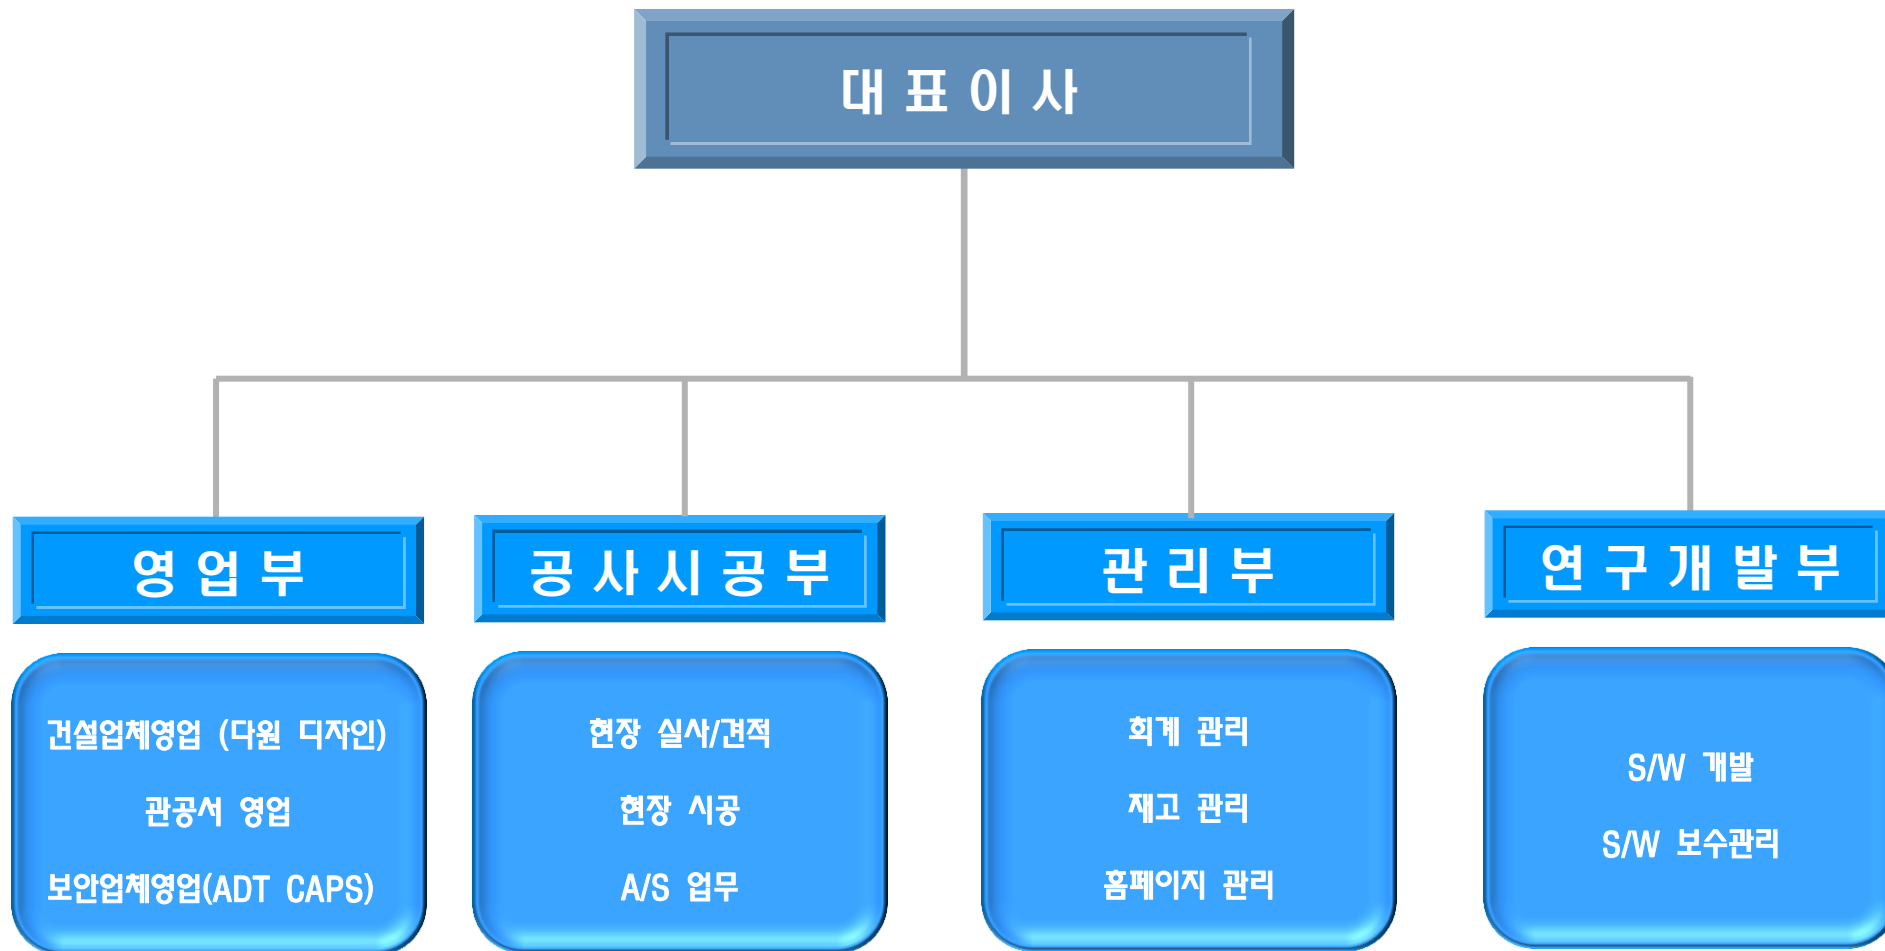 대 표 이 사
영 업 부
공 사 시 공 부
관 리 부
연 구 개 발 부
건설업체영업 (다원 디자인)
관공서 영업
보안업체영업(ADT CAPS)
현장 실사/견적
현장 시공
A/S 업무
회계 관리
재고 관리
홈페이지 관리
S/W 개발
S/W 보수관리